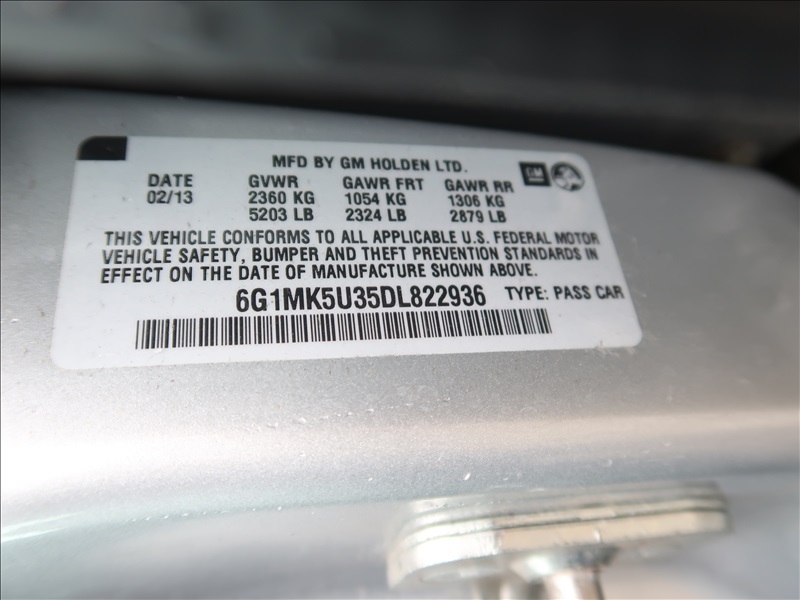 MFD BY GM HOLDEN LTD.
GM
DATE GVWR GAWR FRT GAWR RR
02/13 2360 KG 1054 KG 1306 KG
5203 LB 2324 LB 2879 LB
THIS VEHICLE CONFORMS TO ALL APPLICABLE U.S. FEDERAL MOTOR
VEHICLE SAFETY, BUMPER AND THEFT PREVENTION STANDARDS IN
EFFECT ON THE DATE OF MANUFACTURE SHOWN ABOVE.
6G1MK5U35DL822936 TYPE: PASS CAR